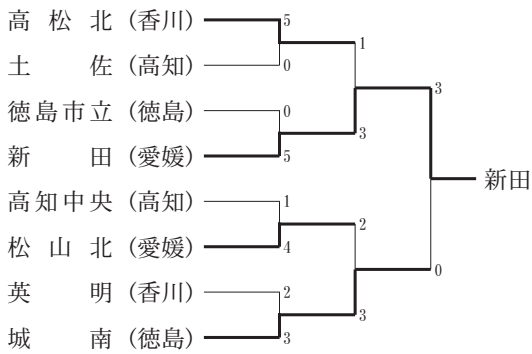 高松北 (香川) 5
1
土佐 (高知) 0
3
徳島市立 (徳島) 0
3
新田 (愛媛) 5
新田
高知中央 (高知) 1
2
松山北 (愛媛) 4
0
英明 (香川) 2
3
城南 (徳島) 3